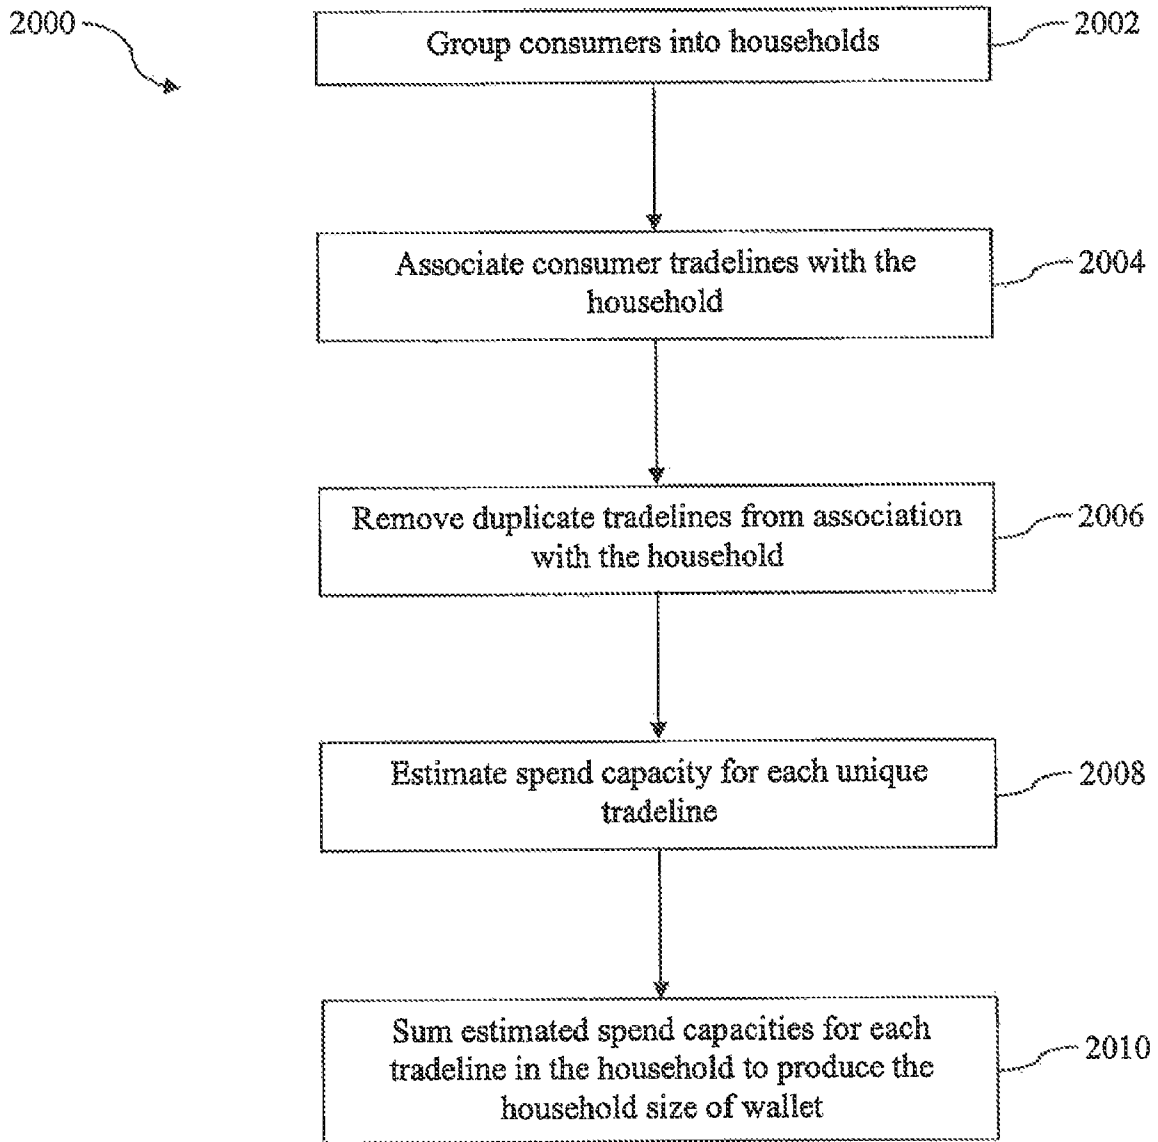 2000
Group consumers into households
2002
Associate consumer tradelines with the
household
2004
Remove duplicate tradelines from association
with the household
2006
Estimate spend capacity for each unique
tradeline
2008
Sum estimated spend capacities for each
tradeline in the household to produce the
household size of wallet
2010